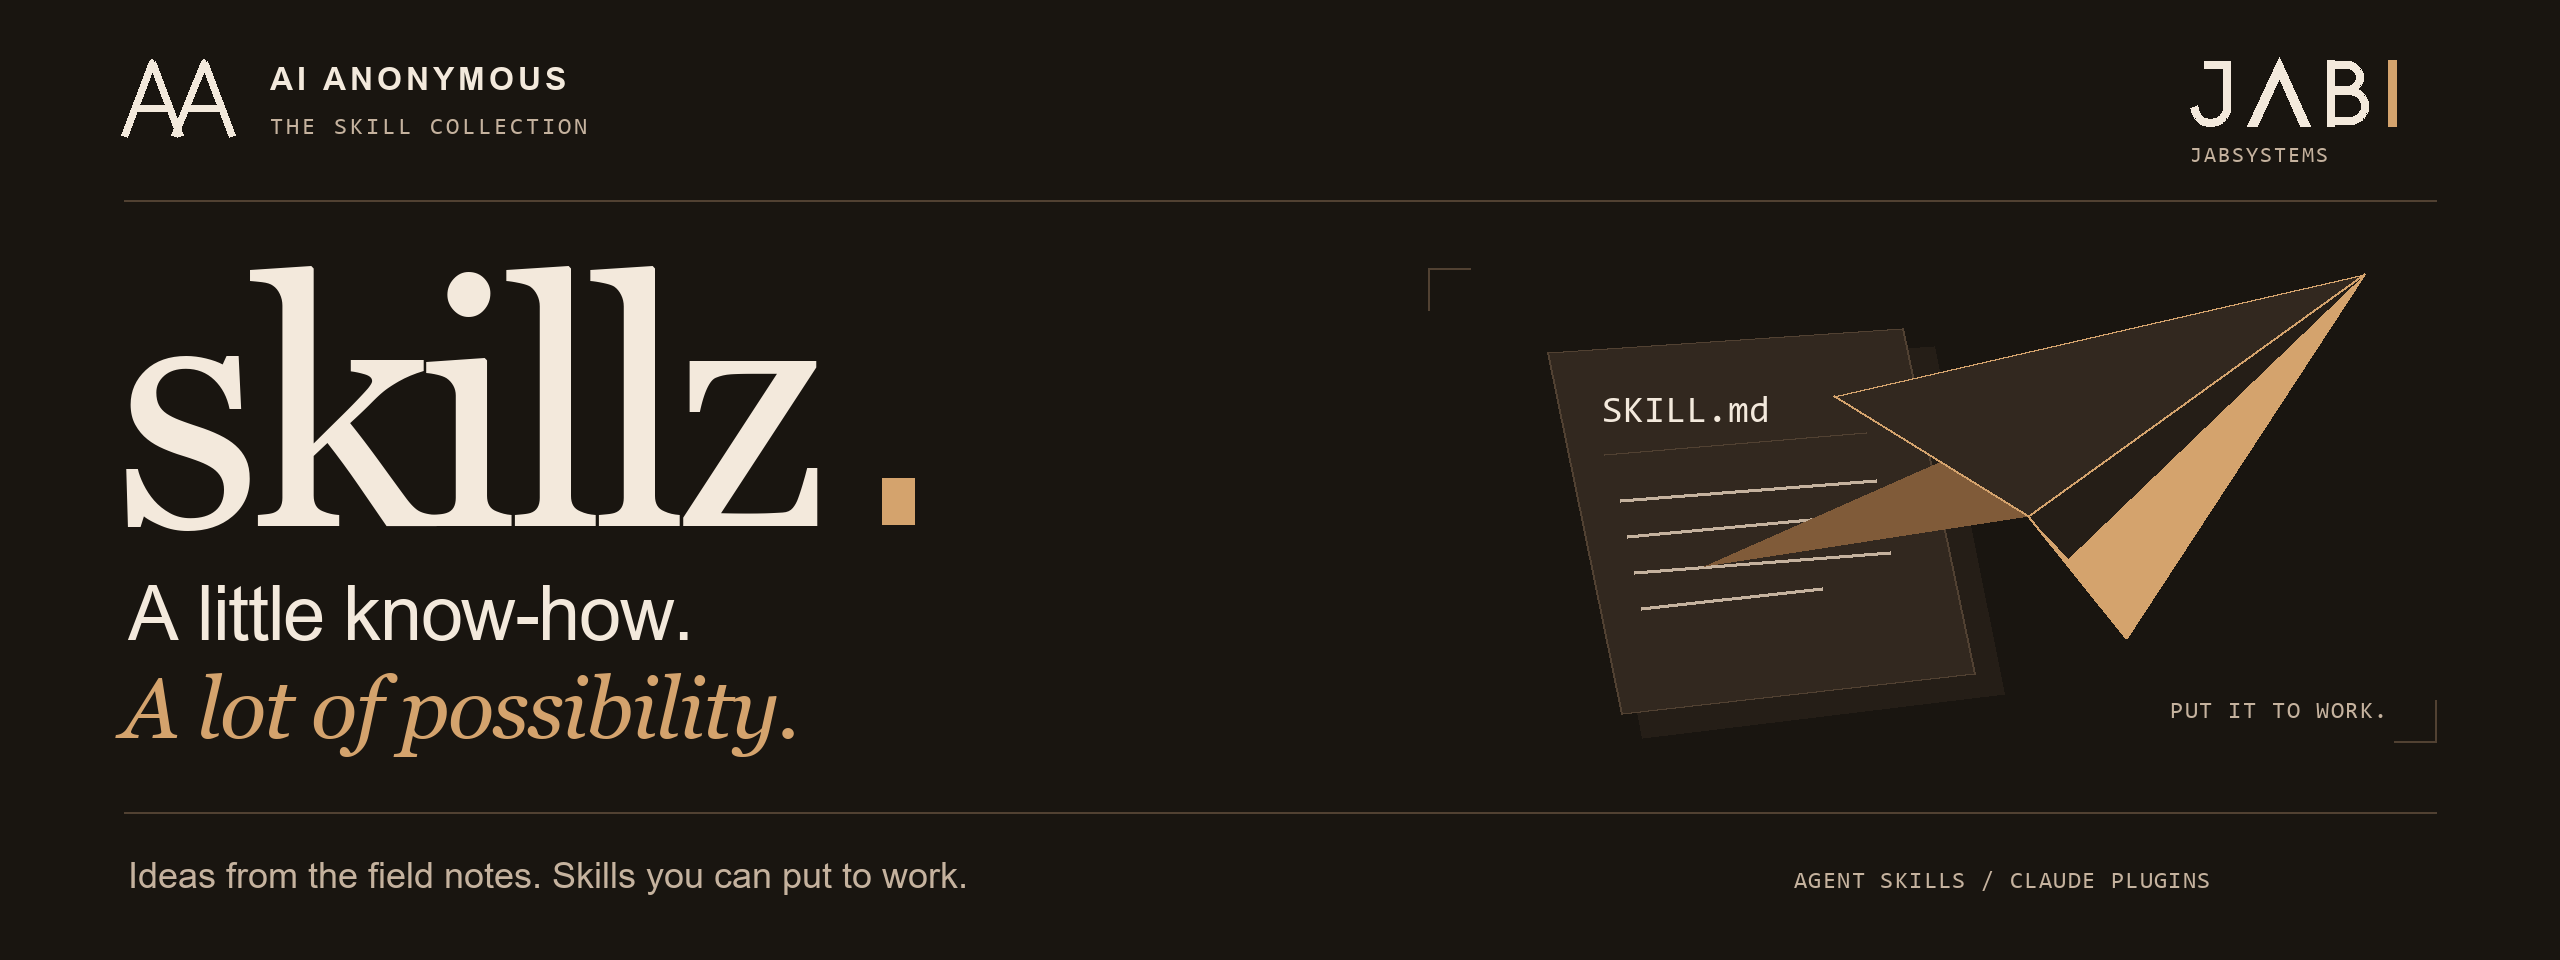 AA
AI ANONYMOUS
THE SKILL COLLECTION
JABI
JABSYSTEMS
skillz.
A little know-how.
A lot of possibility.
SKILL.md
PUT IT TO WORK.
Ideas from the field notes. Skills you can put to work.
AGENT SKILLS / CLAUDE PLUGINS